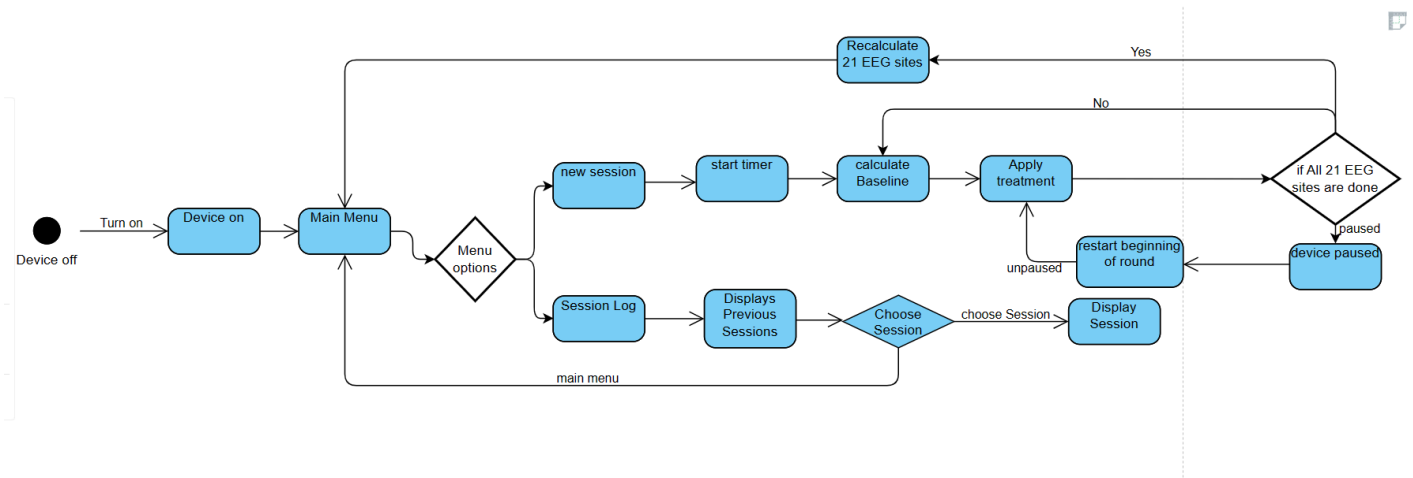 Recalculate
21 EEG sites
Yes
No
new session
start timer
calculate
Baseline
Apply
treatment
if All 21 EEG
sites are done
Turn on
Device on
Main Menu
Device off
Menu
options
paused
device paused
restart beginning
of round
unpaused
Session Log
Displays
Previous
Sessions
Choose
Session
choose Session
Display
Session
main menu